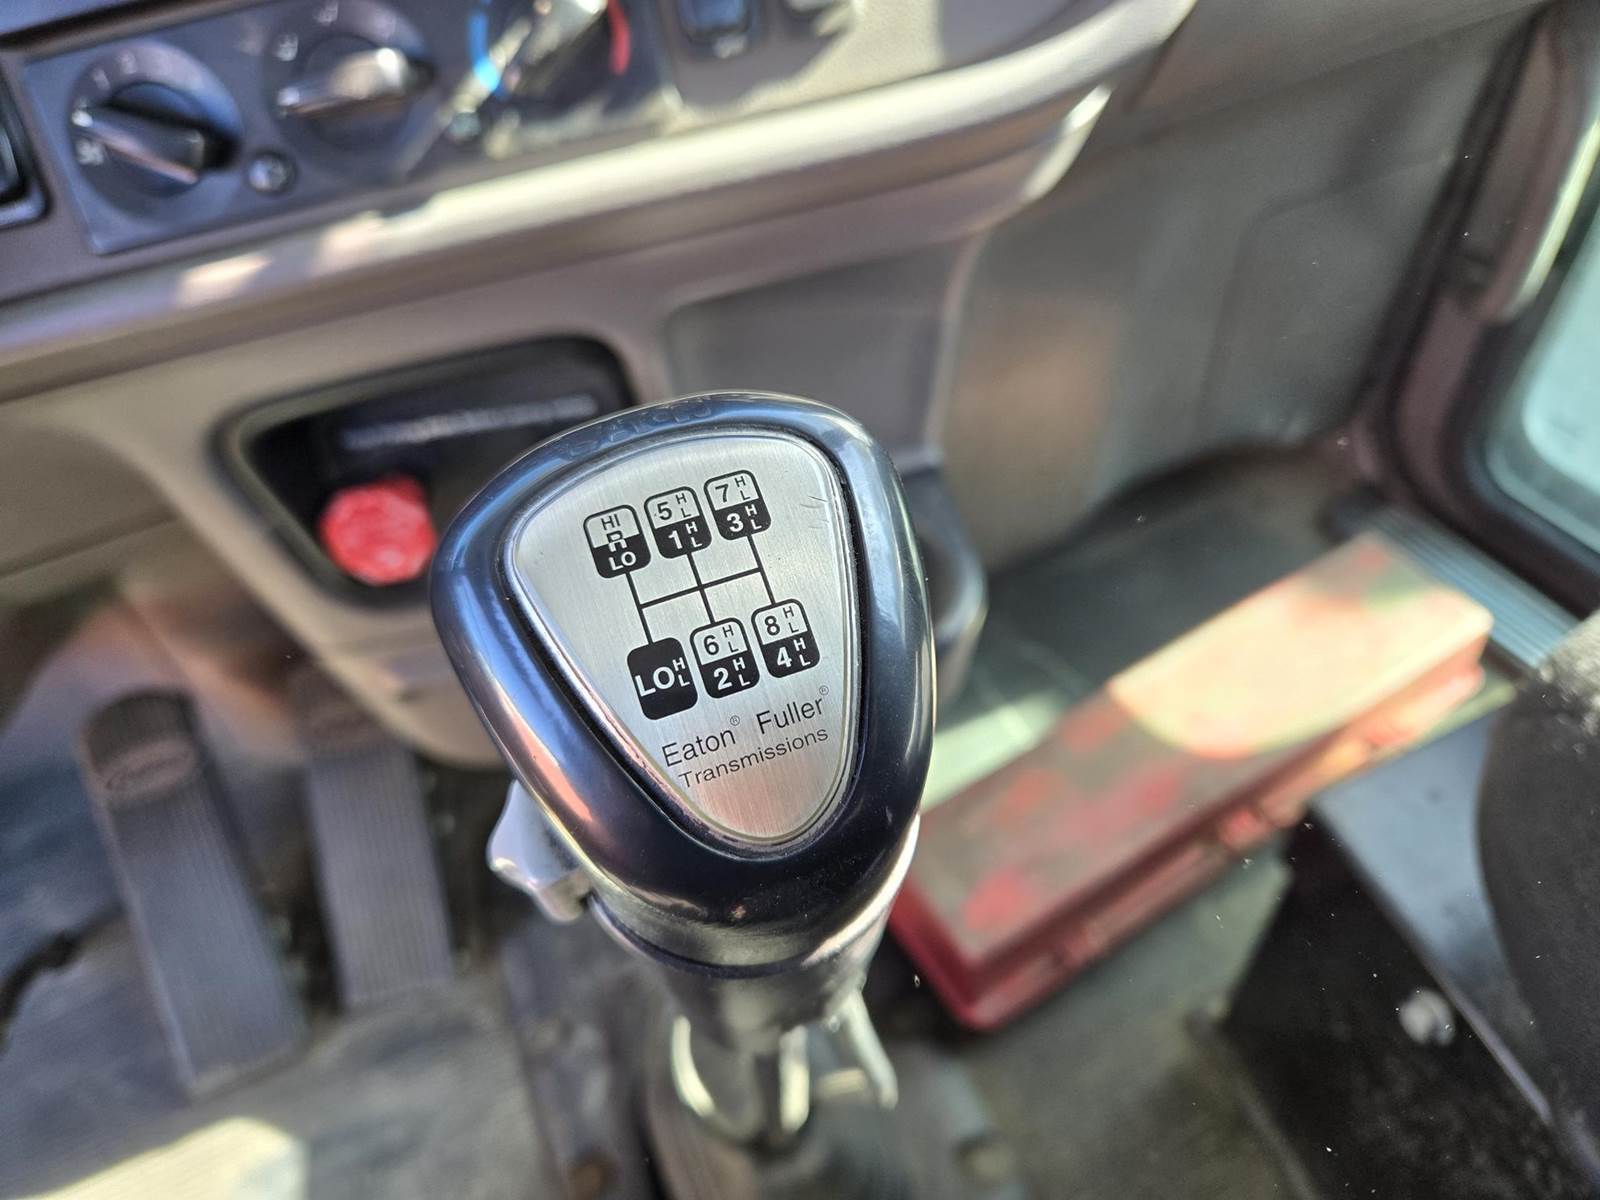 HI
R
LO
5 H L
1 H L
7 H L
3 H L
LO H L
6 H L
2 H L
8 H L
4 H L
Eaton® Fuller®
Transmissions